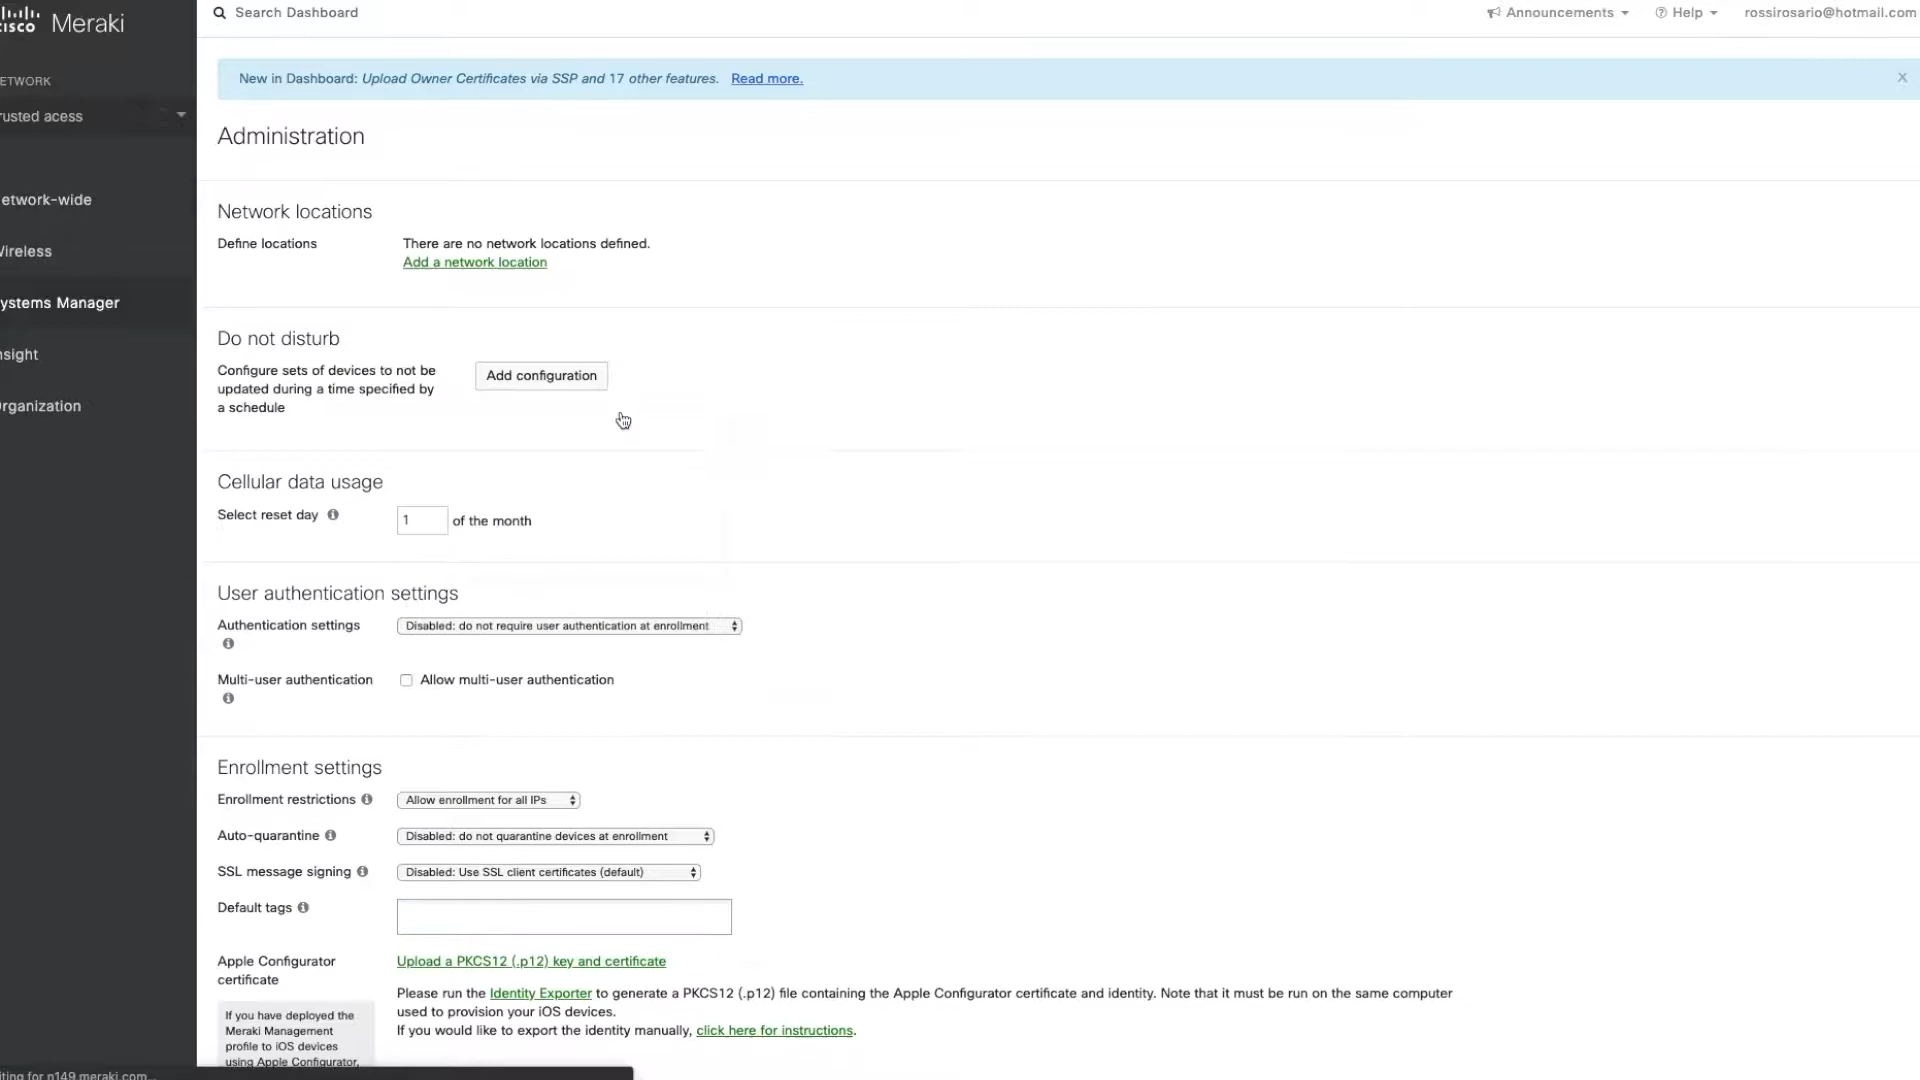 Search Dashboard
Announcements
Help
rossirosario@hotmail.com
cisco Meraki
ETWORK
rusted acess
etwork-wide
Vireless
ystems Manager
nsight
rganization
New in Dashboard: Upload Owner Certificates via SSP and 17 other features. Read more.
×
Administration
Network locations
Define locations
There are no network locations defined.
Add a network location
Do not disturb
Configure sets of devices to not be
updated during a time specified by
a schedule
Add configuration
Cellular data usage
Select reset day
1 of the month
User authentication settings
Authentication settings
Disabled: do not require user authentication at enrollment
Multi-user authentication
Allow multi-user authentication
Enrollment settings
Enrollment restrictions
Allow enrollment for all IPs
Auto-quarantine
Disabled: do not quarantine devices at enrollment
SSL message signing
Disabled: Use SSL client certificates (default)
Default tags
Apple Configurator
certificate
Upload a PKCS12 (.p12) key and certificate
Please run the Identity Exporter to generate a PKCS12 (.p12) file containing the Apple Configurator certificate and identity. Note that it must be run on the same computer
used to provision your iOS devices.
If you would like to export the identity manually, click here for instructions.
If you have deployed the
Meraki Management
profile to iOS devices
using Apple Configurator,
iting for n149.meraki.com...